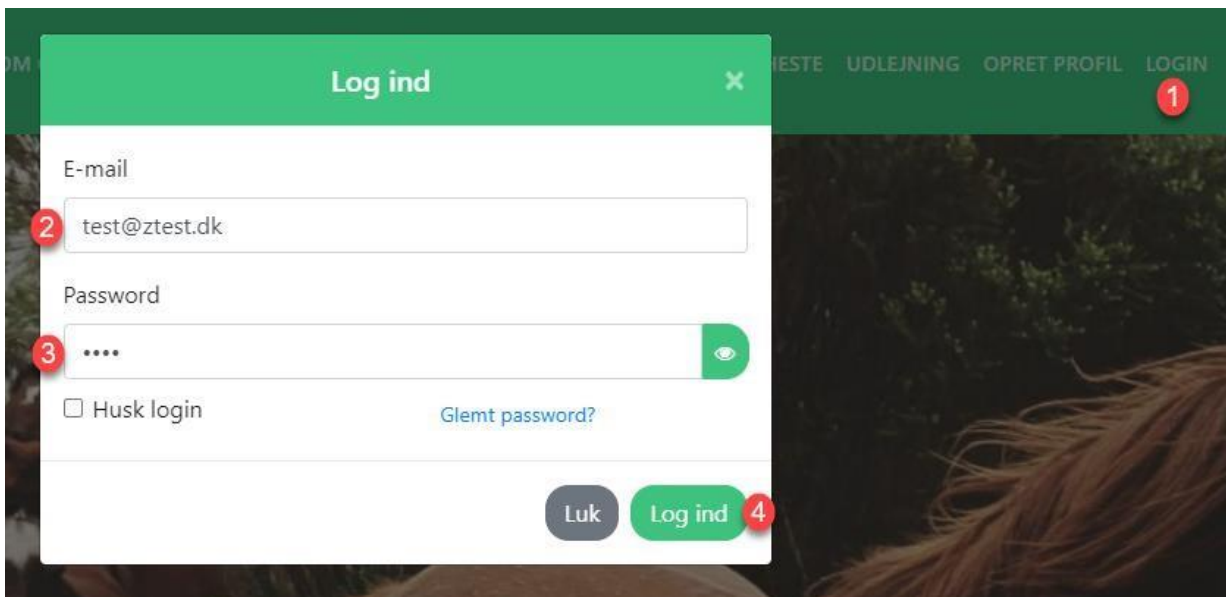 OM
HESTE UDLEJNING OPRET PROFIL LOGIN
1
Log ind ×
E-mail
2 test@ztest.dk
Password
3 ••••
Husk login Glemt password?
Luk Log ind 4